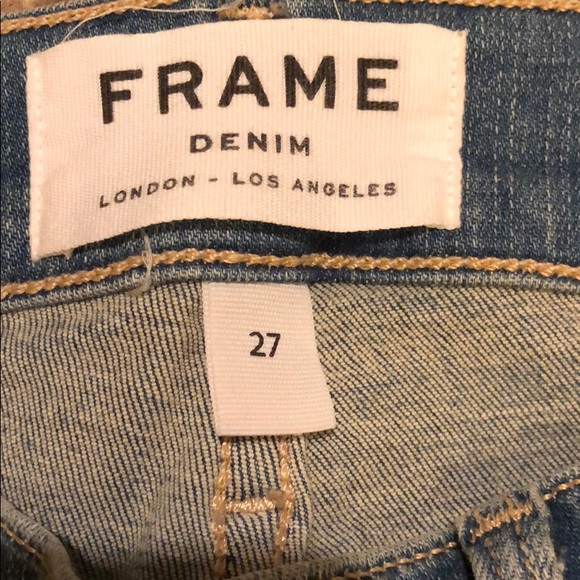 FRAME
DENIM
LONDON - LOS ANGELES
27